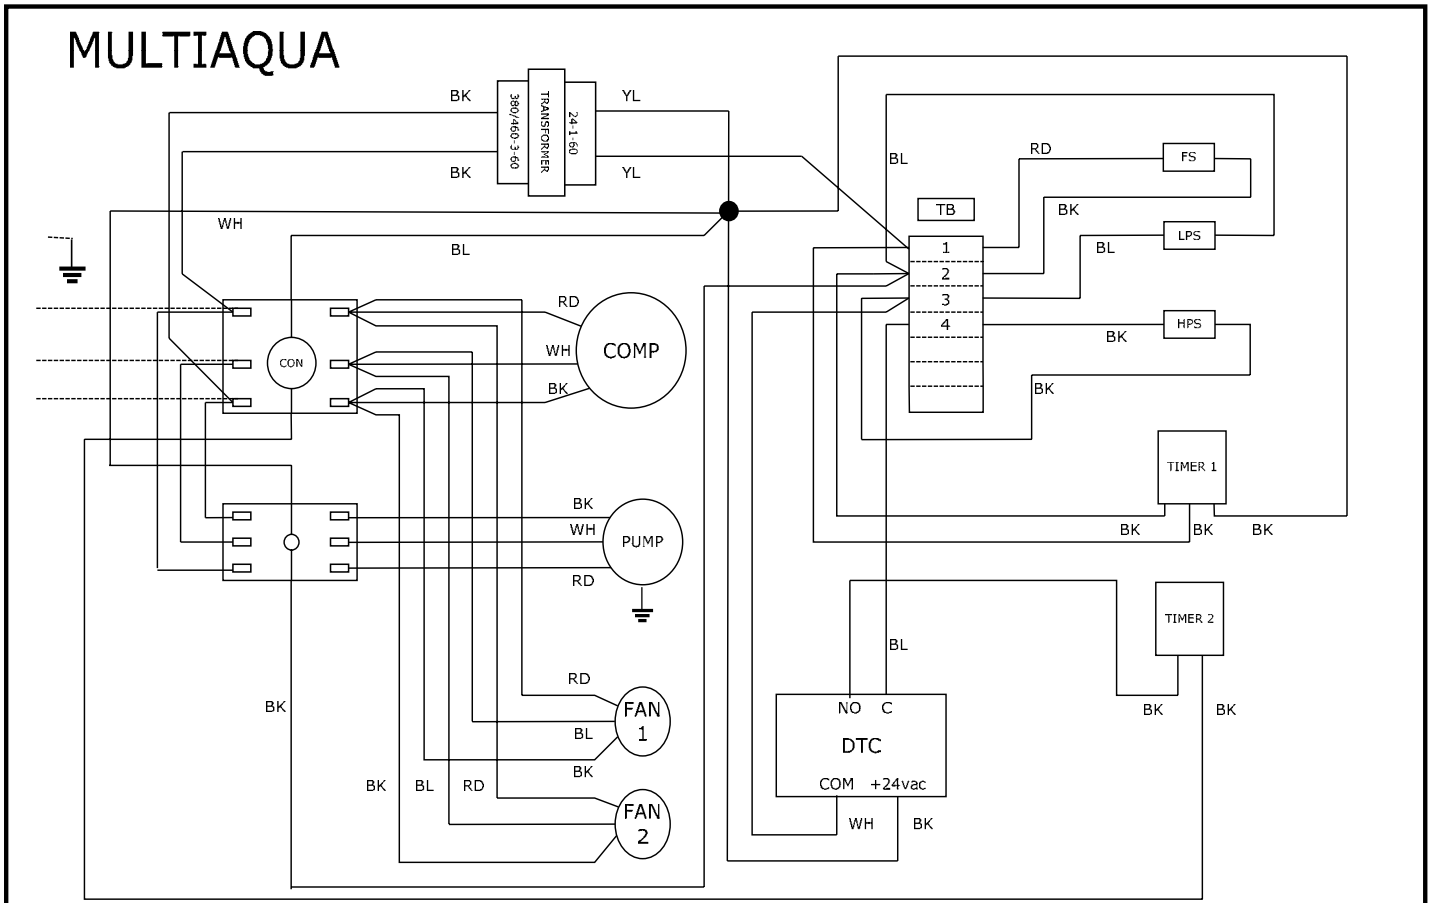 MULTIAQUA
BK
380/460-3-60
TRANSFORMER
24-1-60
YL
BK
YL
WH
BL
BL
RD
FS
BK
TB
BL
LPS
1
2
3
4
BK
HPS
BK
RD
WH
BK
COMP
CON
TIMER 1
BK
BK
BK
BK
WH
RD
PUMP
TIMER 2
BK
BK
BL
BK
RD
BL
BK
FAN
1
BK
BL
RD
FAN
2
NO
C
DTC
COM
+24vac
WH
BK